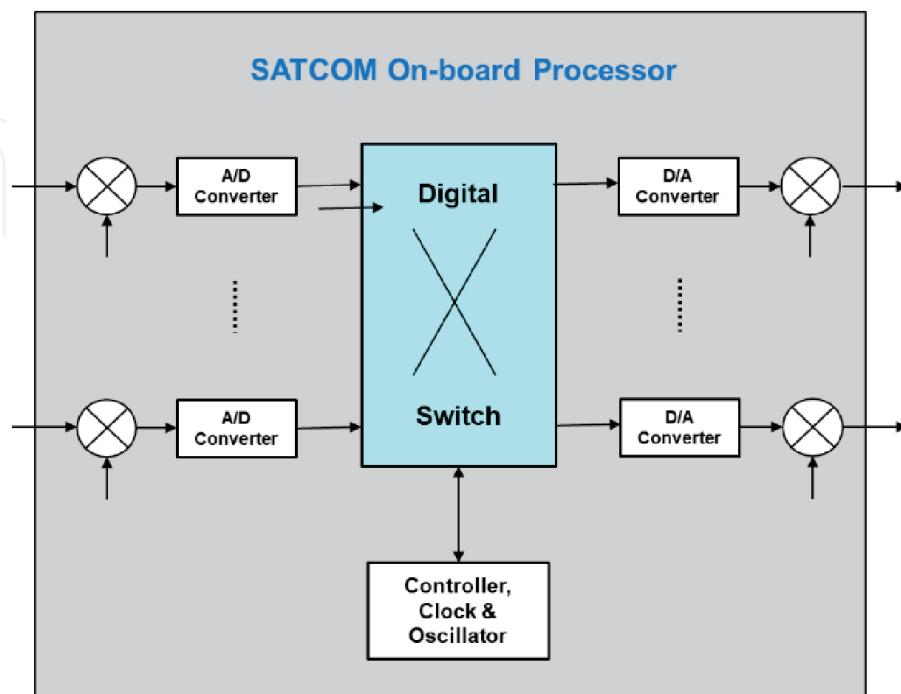 SATCOM On-board Processor
A/D
Converter
Digital
D/A
Converter
A/D
Converter
Switch
D/A
Converter
Controller,
Clock &
Oscillator